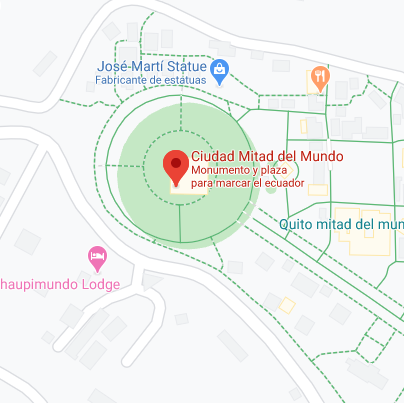 José-Martí Statue
Fabricante de estatuas
Ciudad Mitad del Mundo
Monumento y plaza
para marcar el ecuador
Quito mitad del mun
haupimundo Lodge